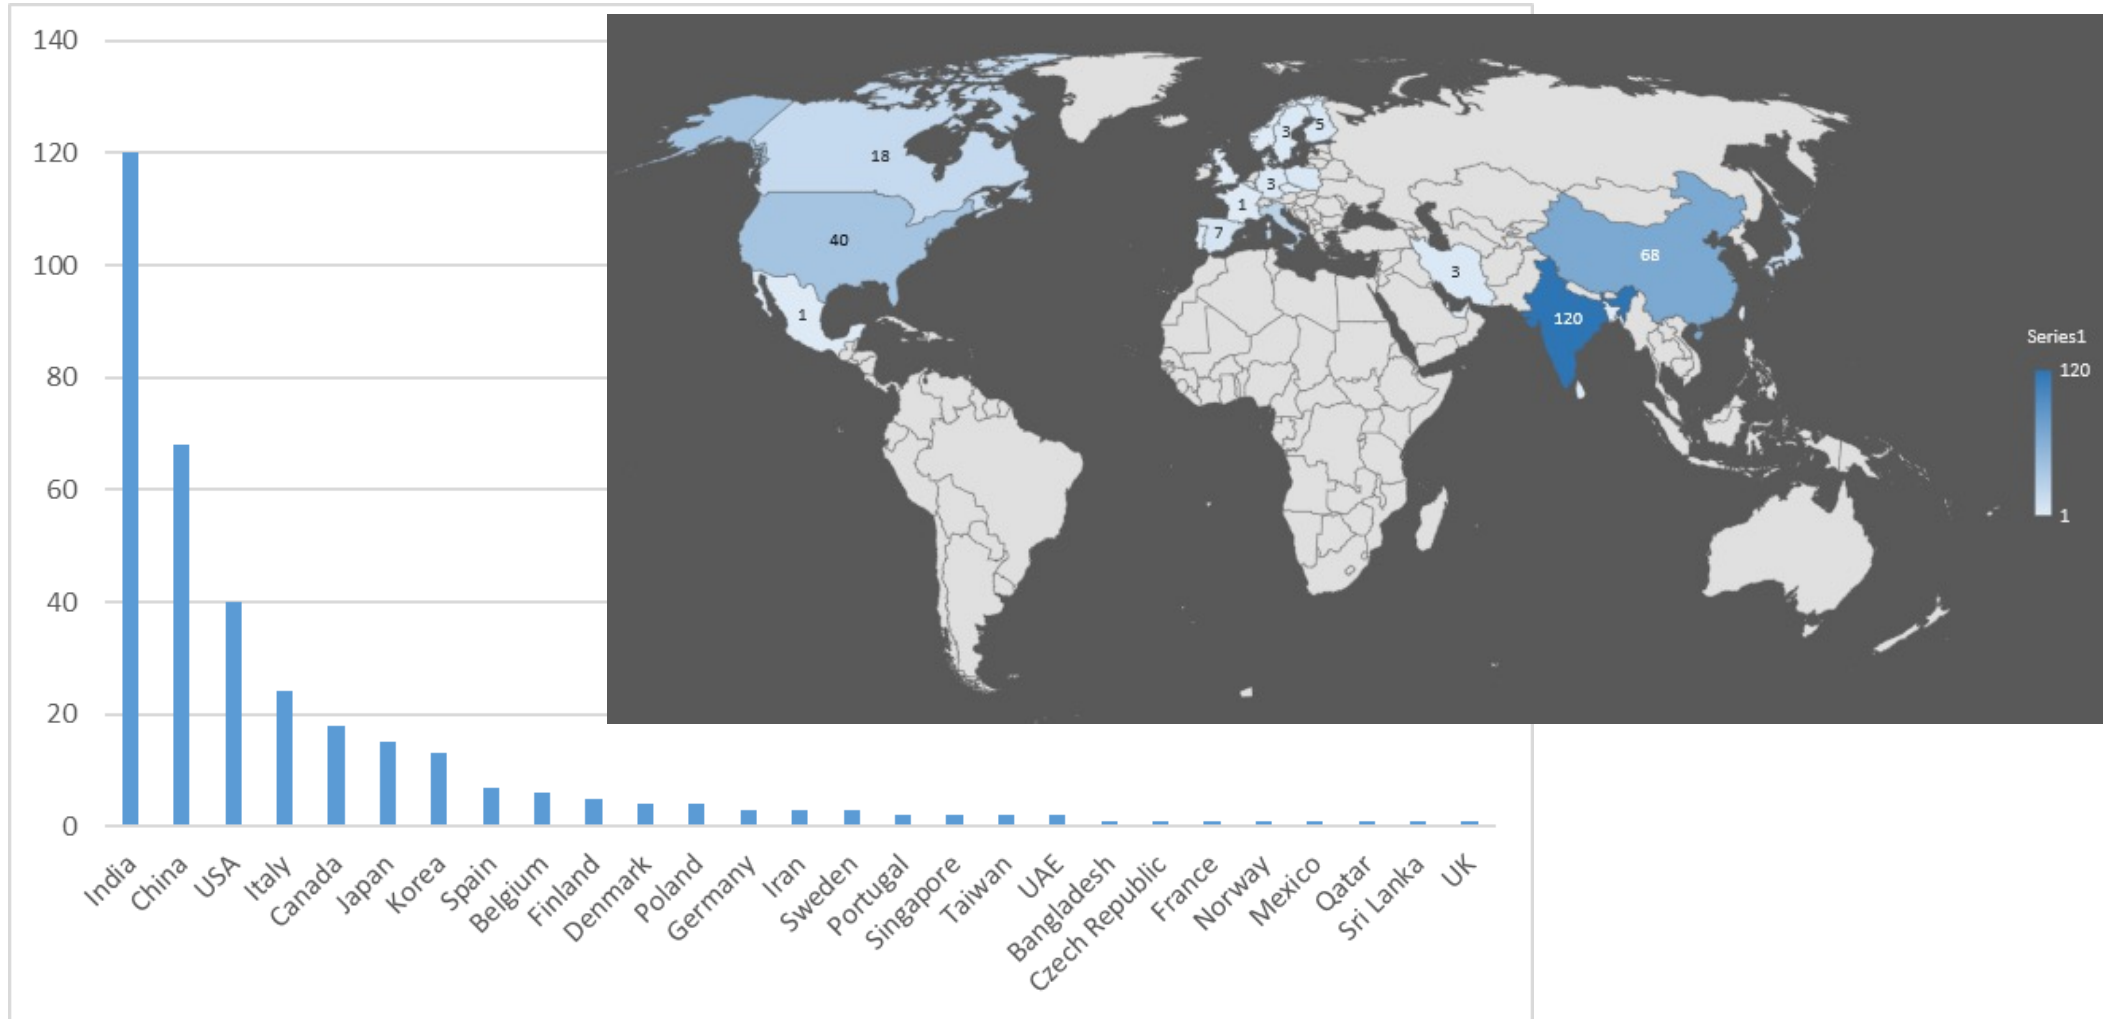 140
120
100
80
60
40
20
0
India
China
USA
Italy
Canada
Japan
Korea
Spain
Belgium
Finland
Denmark
Poland
Germany
Iran
Sweden
Portugal
Singapore
Taiwan
UAE
Bangladesh
Czech Republic
France
Norway
Mexico
Qatar
Sri Lanka
UK
3
5
18
3
1
7
40
68
3
1
120
Series1
120
1